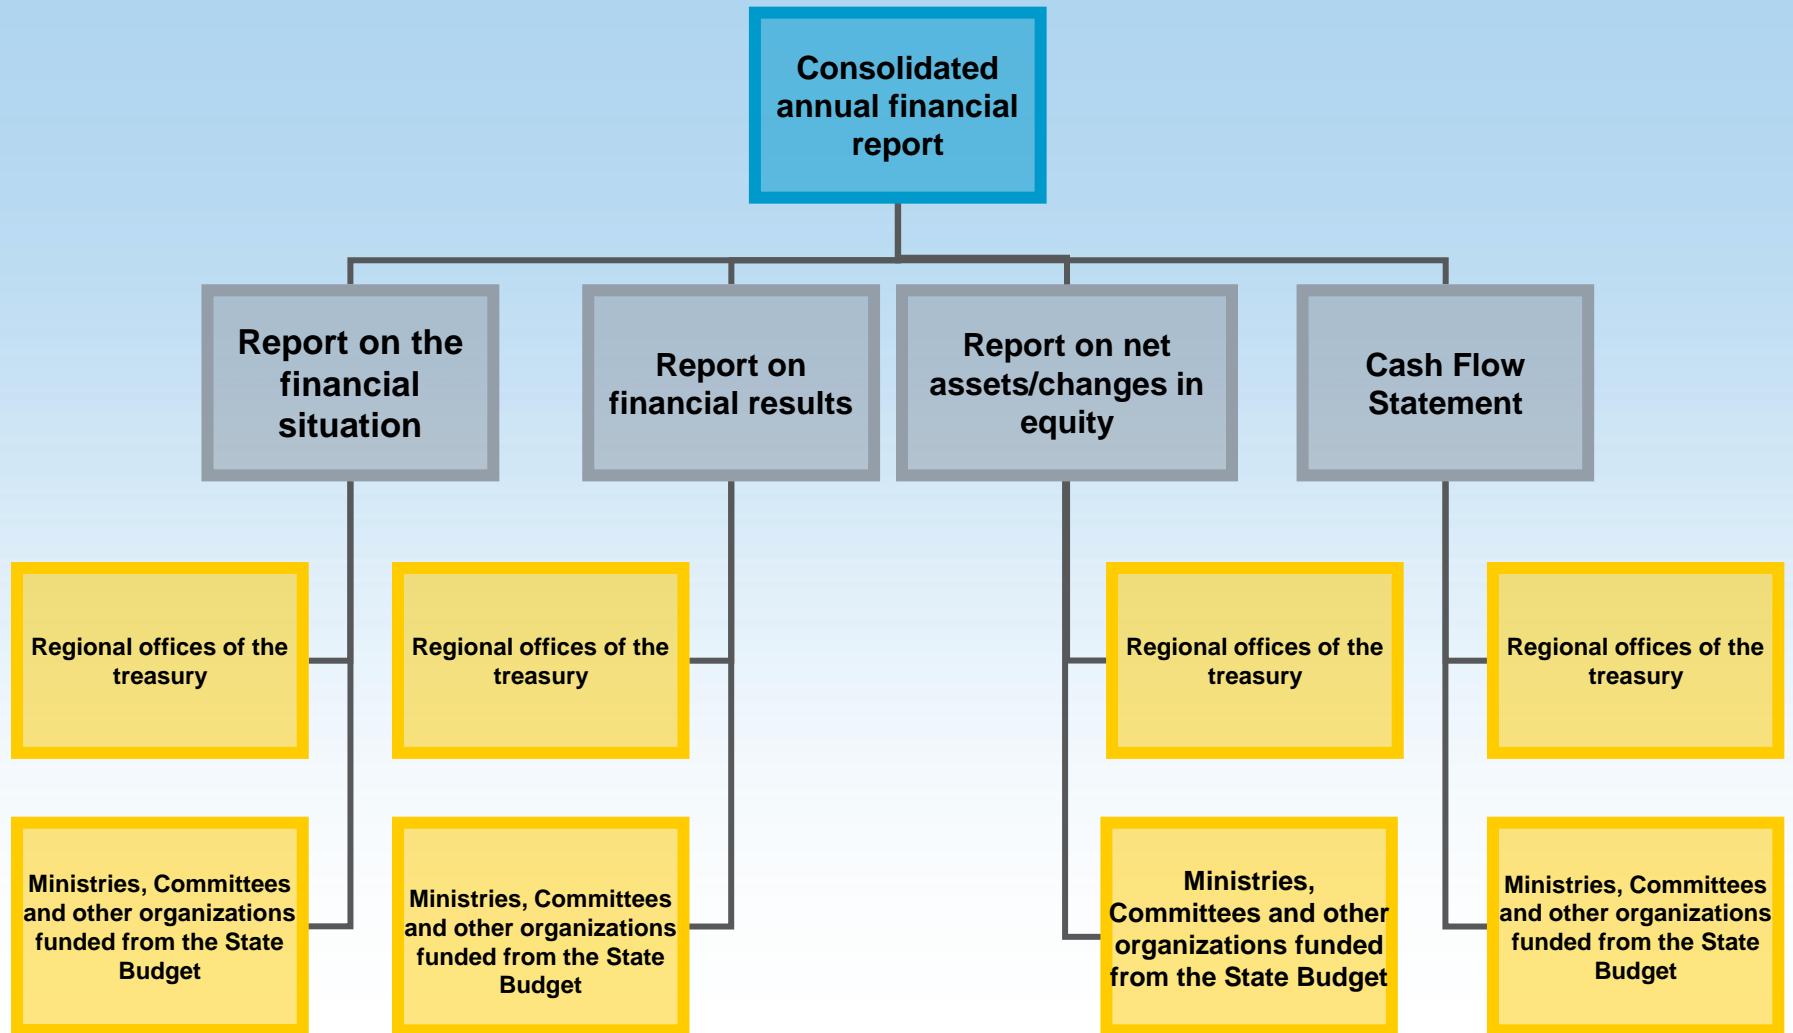 Consolidated
annual financial
report
Report on the
financial
situation
Report on
financial results
Report on net
assets/changes in
equity
Cash Flow
Statement
Regional offices of the
treasury
Regional offices of the
treasury
Regional offices of the
treasury
Regional offices of the
treasury
Ministries, Committees
and other organizations
funded from the State
Budget
Ministries, Committees
and other organizations
funded from the State
Budget
Ministries,
Committees and other
organizations funded
from the State Budget
Ministries, Committees
and other organizations
funded from the State
Budget